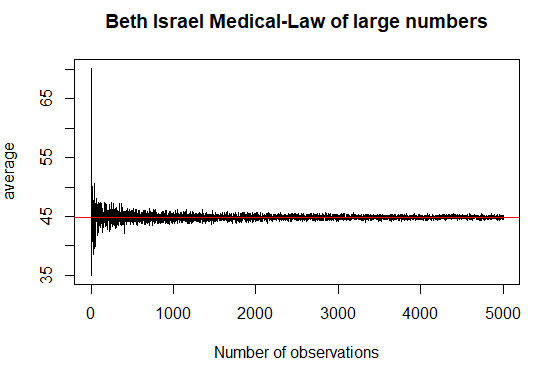 Beth Israel Medical-Law of large numbers
average
65
55
45
35
0 1000 2000 3000 4000 5000
Number of observations